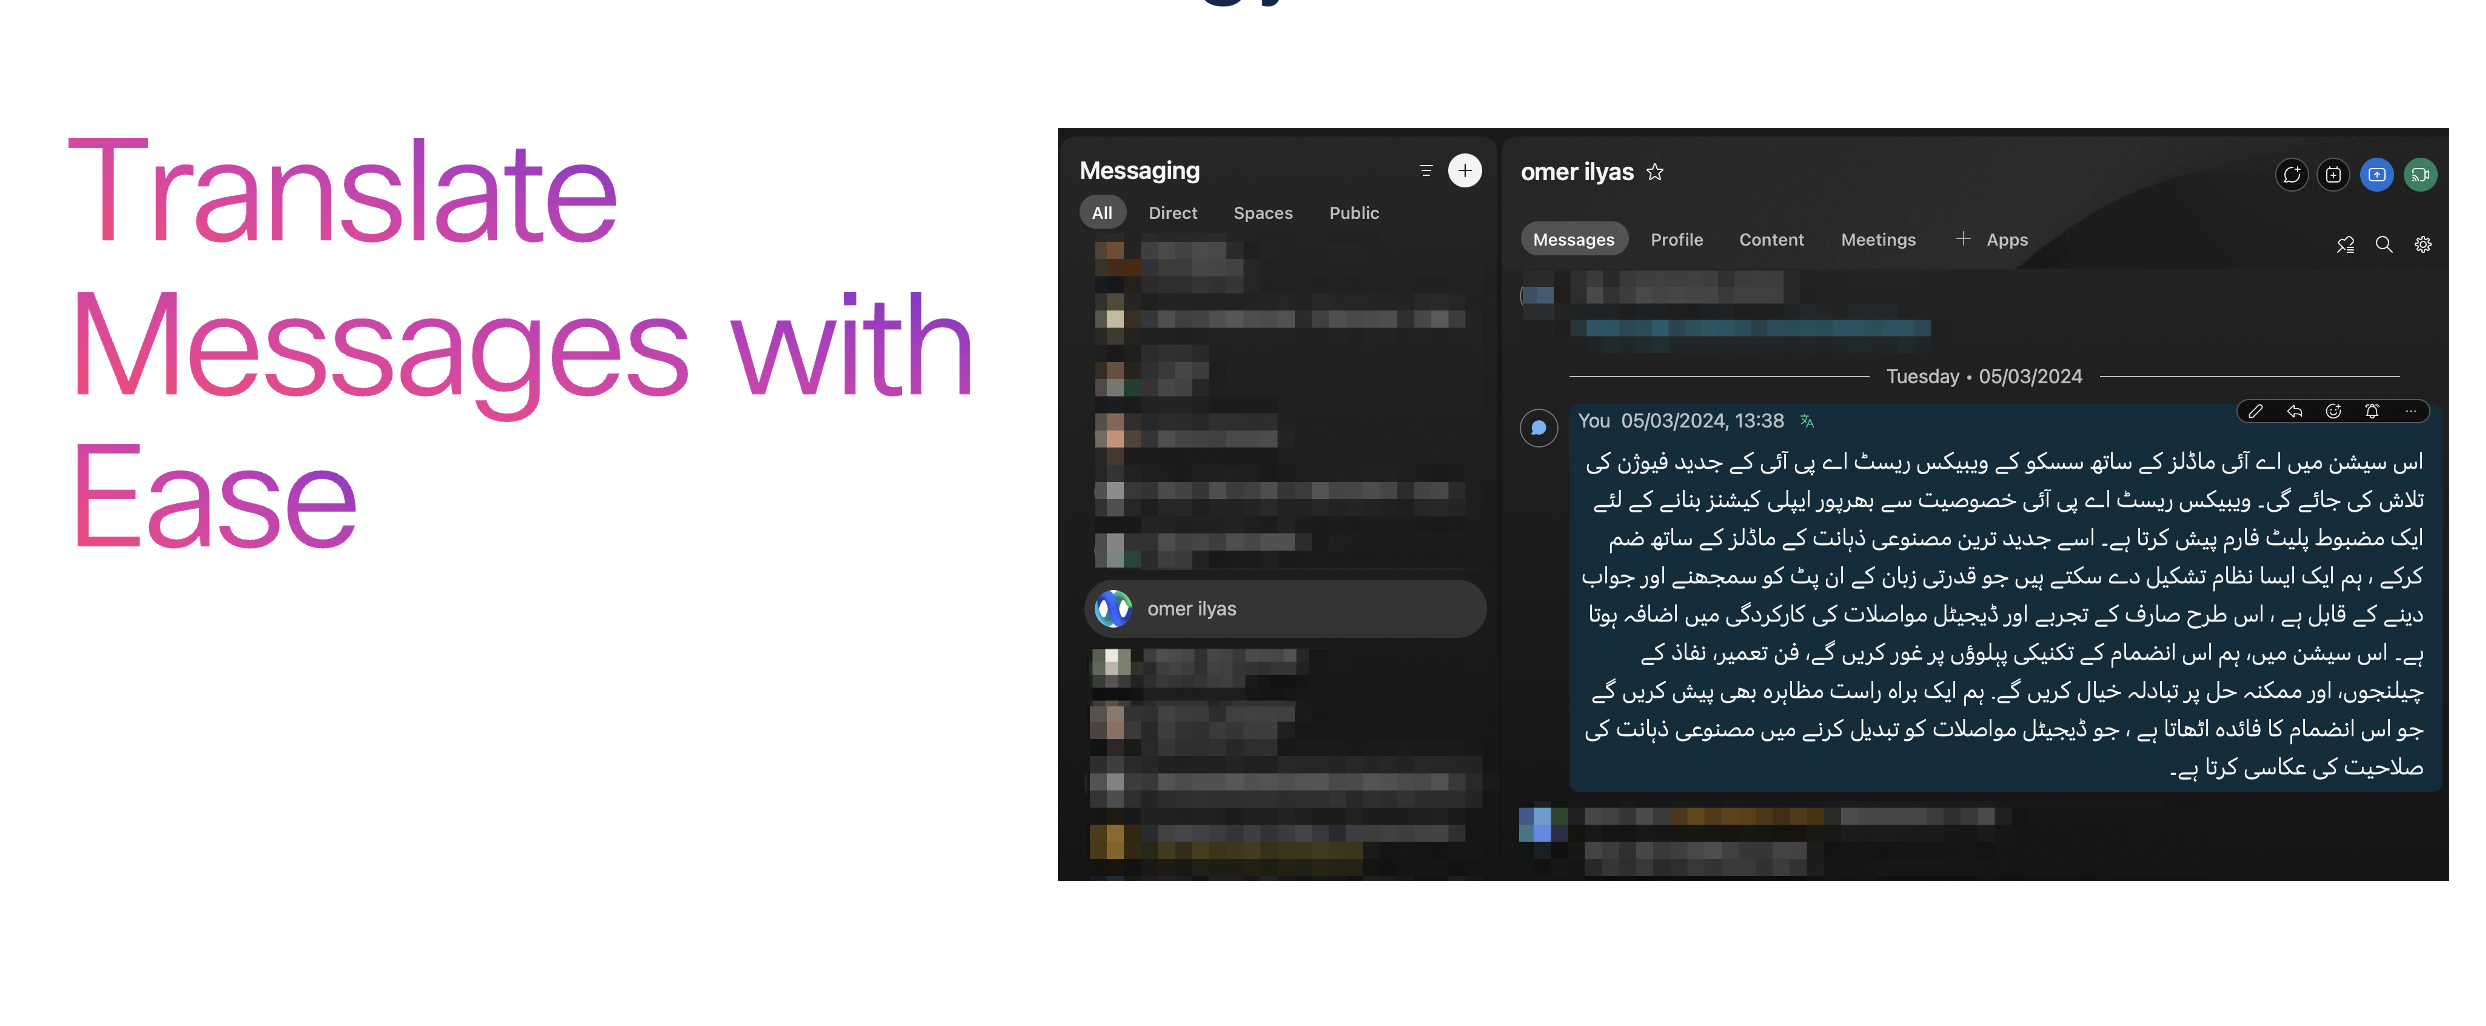 Translate
Messages with
Ease
Messaging
All Direct Spaces Public
omer ilyas
omer ilyas
Messages Profile Content Meetings + Apps
Tuesday • 05/03/2024
You 05/03/2024, 13:38
اس سیشن میں اے آئی ماڈلز کے ساتھ سسکو کے ویبیکس ریسٹ اے پی آئی کے جدید فیوژن کی
تلاش کی جائے گی۔ ویبیکس ریسٹ اے پی آئی خصوصیت سے بھرپور ایپلی کیشنز بنانے کے لئے
ایک مضبوط پلیٹ فارم پیش کرتا ہے۔ اسے جدید ترین مصنوعی ذہانت کے ماڈلز کے ساتھ ضم
کرکے ، ہم ایک ایسا نظام تشکیل دے سکتے ہیں جو قدرتی زبان کے ان پٹ کو سمجھنے اور جواب
دینے کے قابل ہے ، اس طرح صارف کے تجربے اور ڈیجیٹل مواصلات کی کارکردگی میں اضافہ ہوتا
ہے۔ اس سیشن میں، ہم اس انضمام کے تکنیکی پہلوؤں پر غور کریں گے، فن تعمیر، نفاذ کے
چیلنجوں، اور ممکنہ حل پر تبادلہ خیال کریں گے. ہم ایک براہ راست مظاہرہ بھی پیش کریں گے
جو اس انضمام کا فائدہ اٹھاتا ہے ، جو ڈیجیٹل مواصلات کو تبدیل کرنے میں مصنوعی ذہانت کی
صلاحیت کی عکاسی کرتا ہے۔